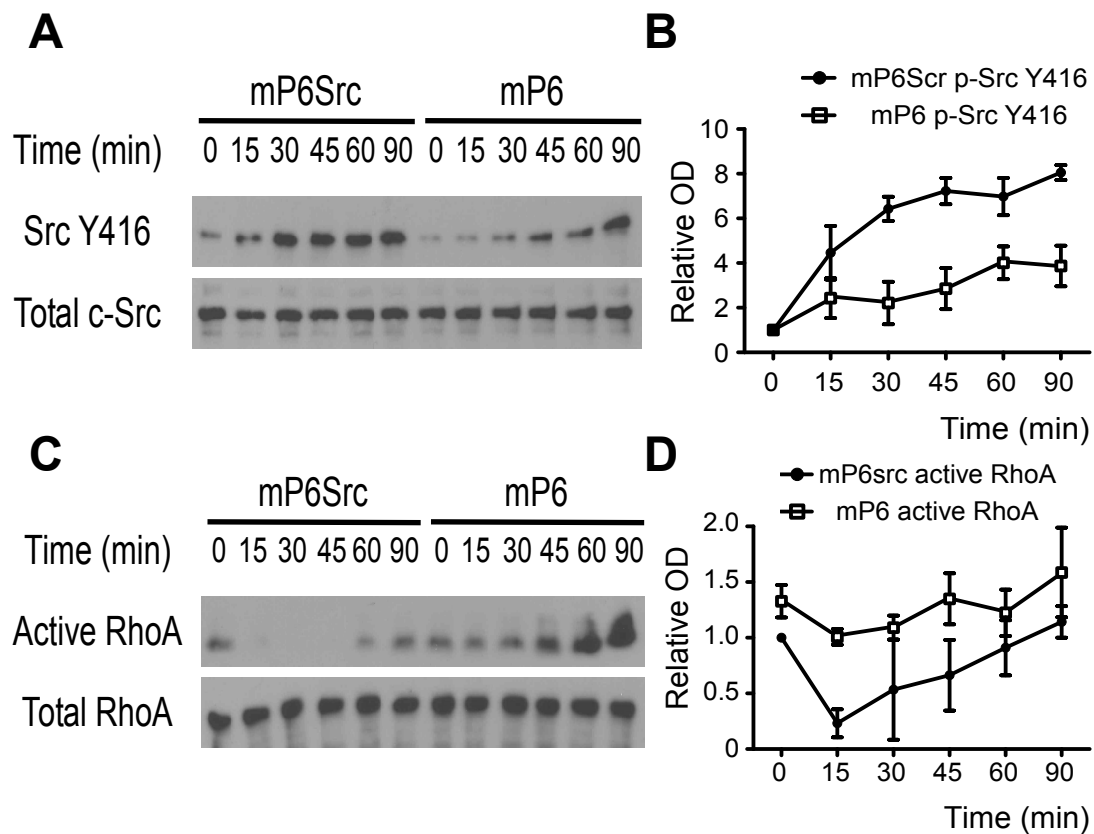 A
mP6Src mP6
Time (min) 0 15 30 45 60 90 0 15 30 45 60 90
Src Y416
Total c-Src
B
mP6Scr p-Src Y416
mP6 p-Src Y416
10
8
6
4
2
0
Relative OD
0 15 30 45 60 90
Time (min)
C
mP6Src mP6
Time (min) 0 15 30 45 60 90 0 15 30 45 60 90
Active RhoA
Total RhoA
D
mP6src active RhoA
mP6 active RhoA
2.0
1.5
1.0
0.5
0
Relative OD
0 15 30 45 60 90
Time (min)